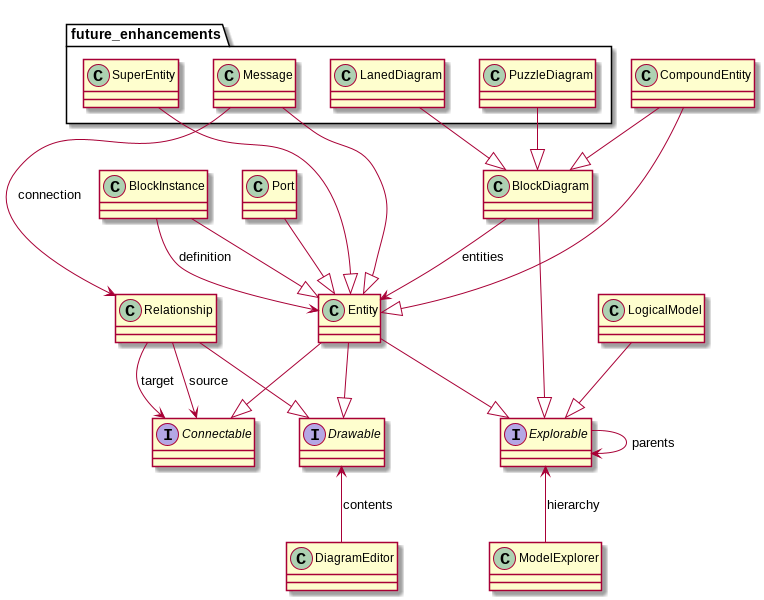 future_enhancements
C SuperEntity
C Message
C LanedDiagram
C PuzzleDiagram
C CompoundEntity
C BlockInstance
C Port
C BlockDiagram
connection
definition
entities
C Relationship
C Entity
C LogicalModel
target
source
I Connectable
I Drawable
I Explorable
parents
contents
hierarchy
C DiagramEditor
C ModelExplorer